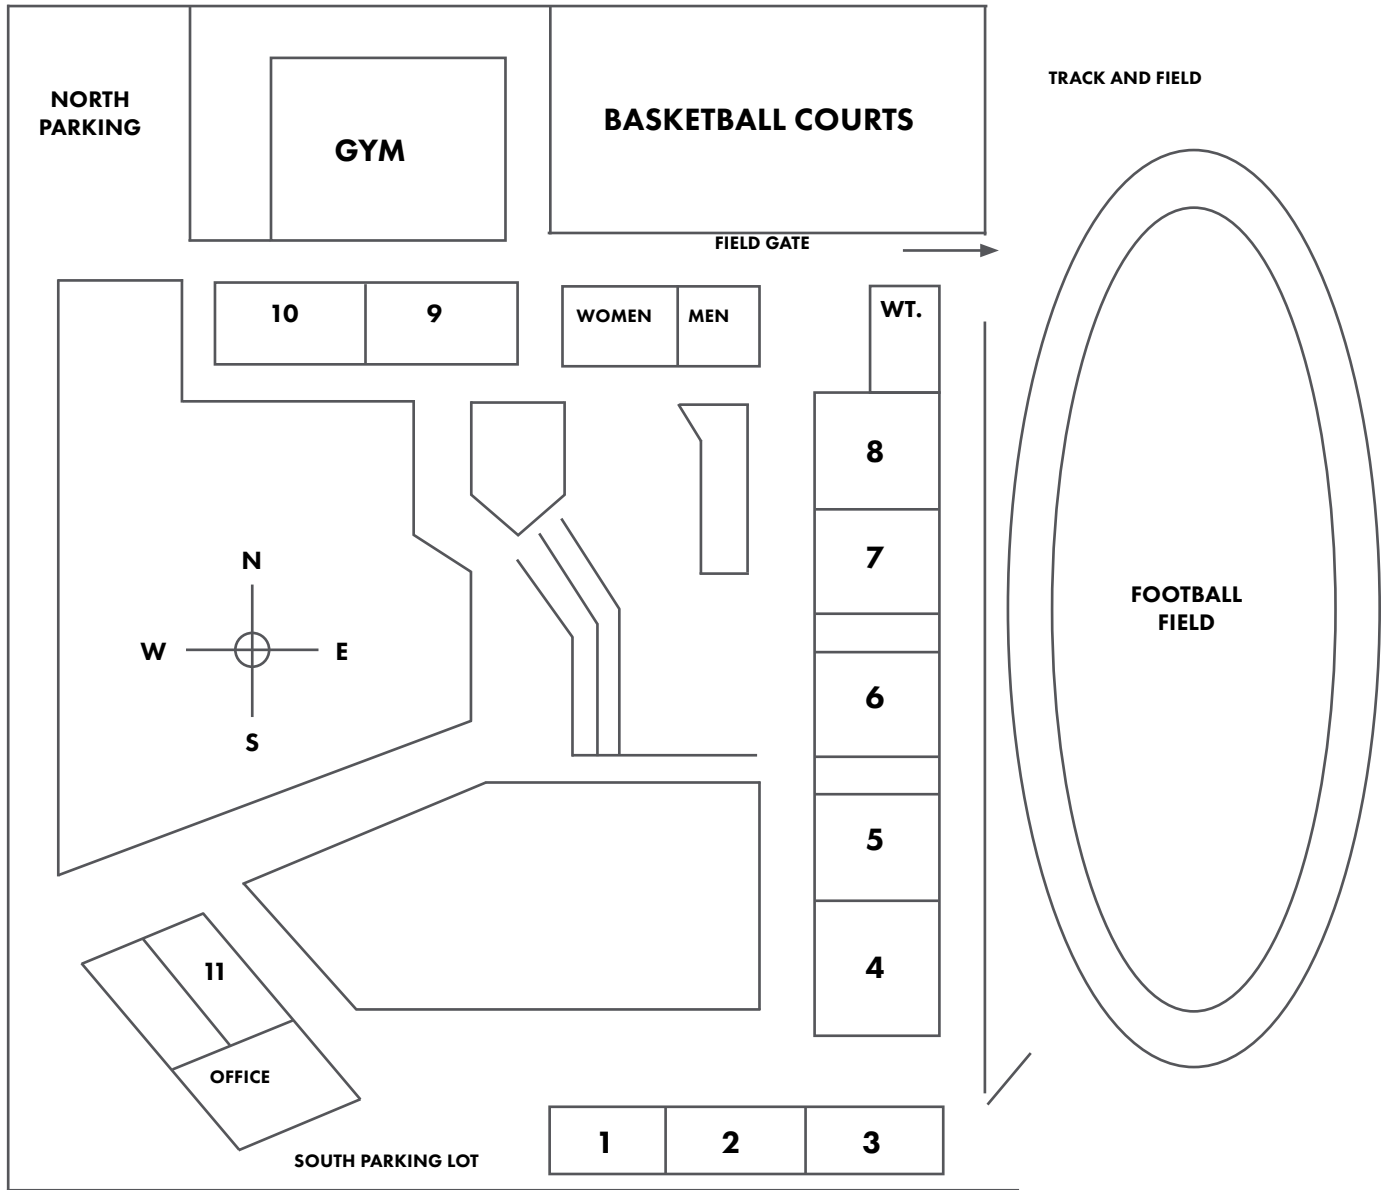 TRACK AND FIELD
NORTH
PARKING
GYM
BASKETBALL COURTS
FIELD GATE
10
9
WOMEN
MEN
WT.
8
7
N
W
E
S
FOOTBALL
FIELD
6
5
4
11
OFFICE
SOUTH PARKING LOT
1
2
3